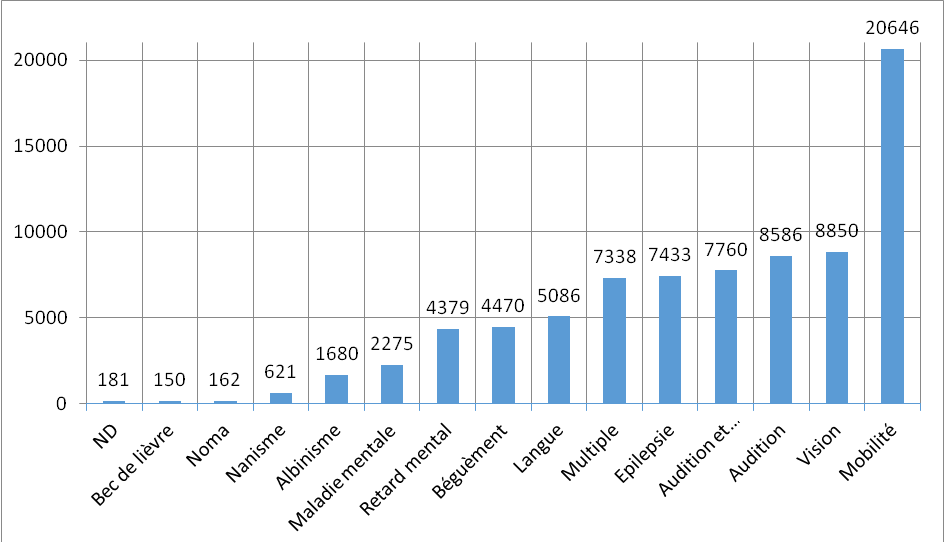 20646
20000
15000
10000
5000
0
181
150
162
621
1680
2275
4379
4470
5086
7338
7433
7760
8586
8850
ND
Bec de lièvre
Noma
Nanisme
Albinisme
Maladie mentale
Retard mental
Béguèment
Langue
Multiple
Epilepsie
Audition et...
Audition
Vision
Mobilité